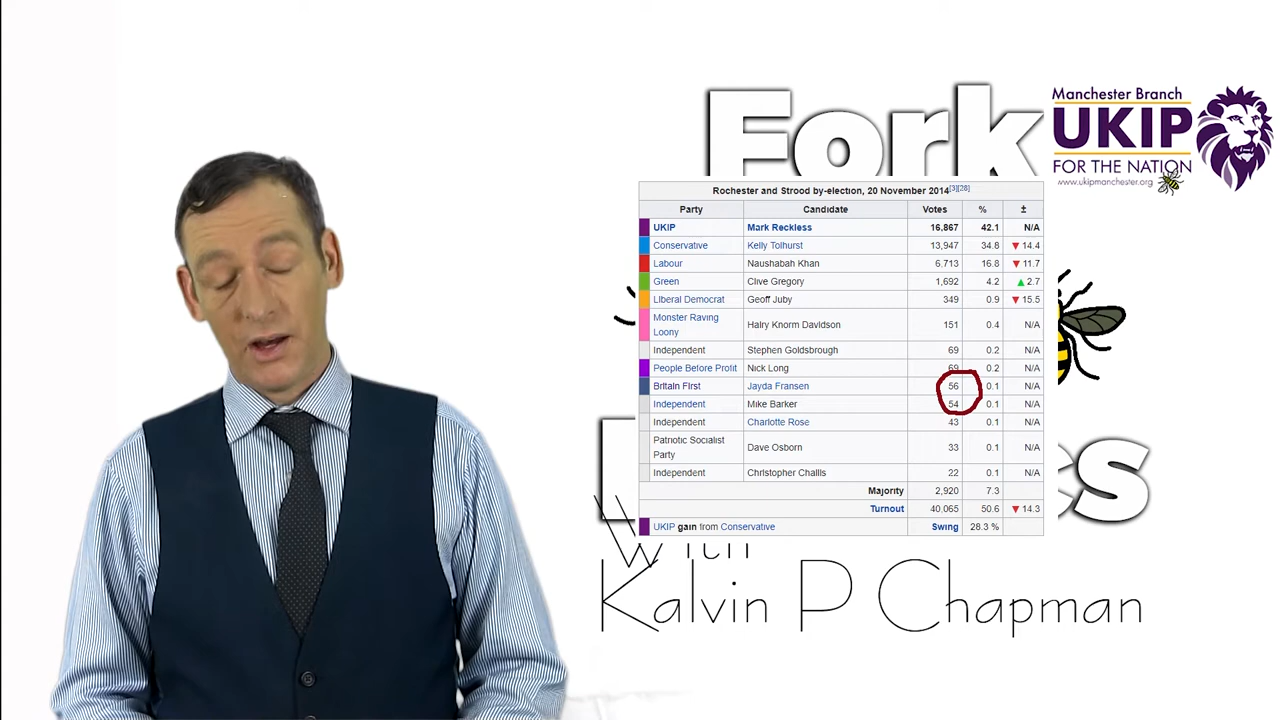 Fork
Manchester Branch
UKIP
FOR THE NATION
www.ukipmanchester.org
Rochester and Strood by-election, 20 November 2014[3][28]
Party Candidate Votes % ±
UKIP Mark Reckless 16,867 42.1 N/A
Conservative Kelly Tolhurst 13,947 34.8 ▼ 14.4
Labour Naushabah Khan 6,713 16.8 ▼ 11.7
Green Clive Gregory 1,692 4.2 ▲ 2.7
Liberal Democrat Geoff Juby 349 0.9 ▼ 15.5
Monster Raving
Loony Hairy Knorm Davidson 151 0.4 N/A
Independent Stephen Goldsbrough 69 0.2 N/A
People Before Profit Nick Long 69 0.2 N/A
Britain First Jayda Fransen 56 0.1 N/A
Independent Mike Barker 54 0.1 N/A
Independent Charlotte Rose 43 0.1 N/A
Patriotic Socialist
Party Dave Osborn 33 0.1 N/A
Independent Christopher Challis 22 0.1 N/A
Majority 2,920 7.3
Turnout 40,065 50.6 ▼ 14.3
UKIP gain from Conservative Swing 28.3 %
With
Kalvin P Chapman